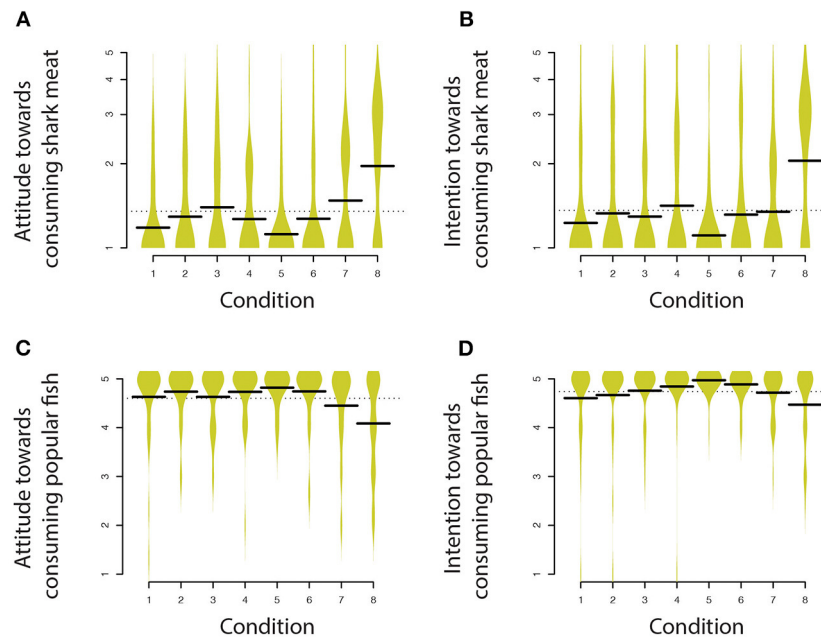 A
Attitude towards
consuming shark meat
5
4
3
2
1
1 2 3 4 5 6 7 8
Condition
B
Intention towards
consuming shark meat
5
4
3
2
1
1 2 3 4 5 6 7 8
Condition
C
Attitude towards
consuming popular fish
5
4
3
2
1
1 2 3 4 5 6 7 8
Condition
D
Intention towards
consuming popular fish
5
4
3
2
1
1 2 3 4 5 6 7 8
Condition